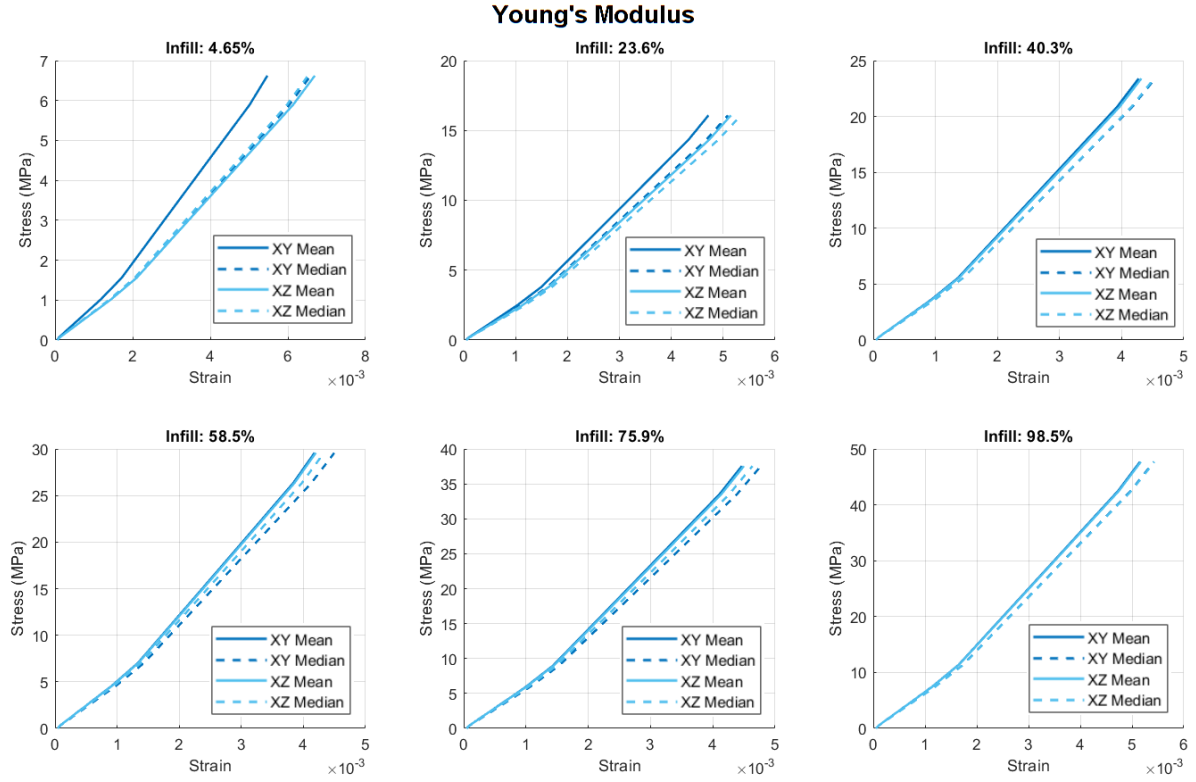 Young's Modulus
Infill: 4.65%
7
6
5
4
3
2
1
0
Stress (MPa)
XY Mean
XY Median
XZ Mean
XZ Median
0 2 4 6 8
Strain
×10⁻³
Infill: 23.6%
20
15
10
5
0
Stress (MPa)
XY Mean
XY Median
XZ Mean
XZ Median
0 1 2 3 4 5 6
Strain
×10⁻³
Infill: 40.3%
25
20
15
10
5
0
Stress (MPa)
XY Mean
XY Median
XZ Mean
XZ Median
0 1 2 3 4 5
Strain
×10⁻³
Infill: 58.5%
30
25
20
15
10
5
0
Stress (MPa)
XY Mean
XY Median
XZ Mean
XZ Median
0 1 2 3 4 5
Strain
×10⁻³
Infill: 75.9%
40
35
30
25
20
15
10
5
0
Stress (MPa)
XY Mean
XY Median
XZ Mean
XZ Median
0 1 2 3 4 5 6
Strain
×10⁻³
Infill: 98.5%
50
40
30
20
10
0
Stress (MPa)
XY Mean
XY Median
XZ Mean
XZ Median
0 1 2 3 4 5 6
Strain
×10⁻³